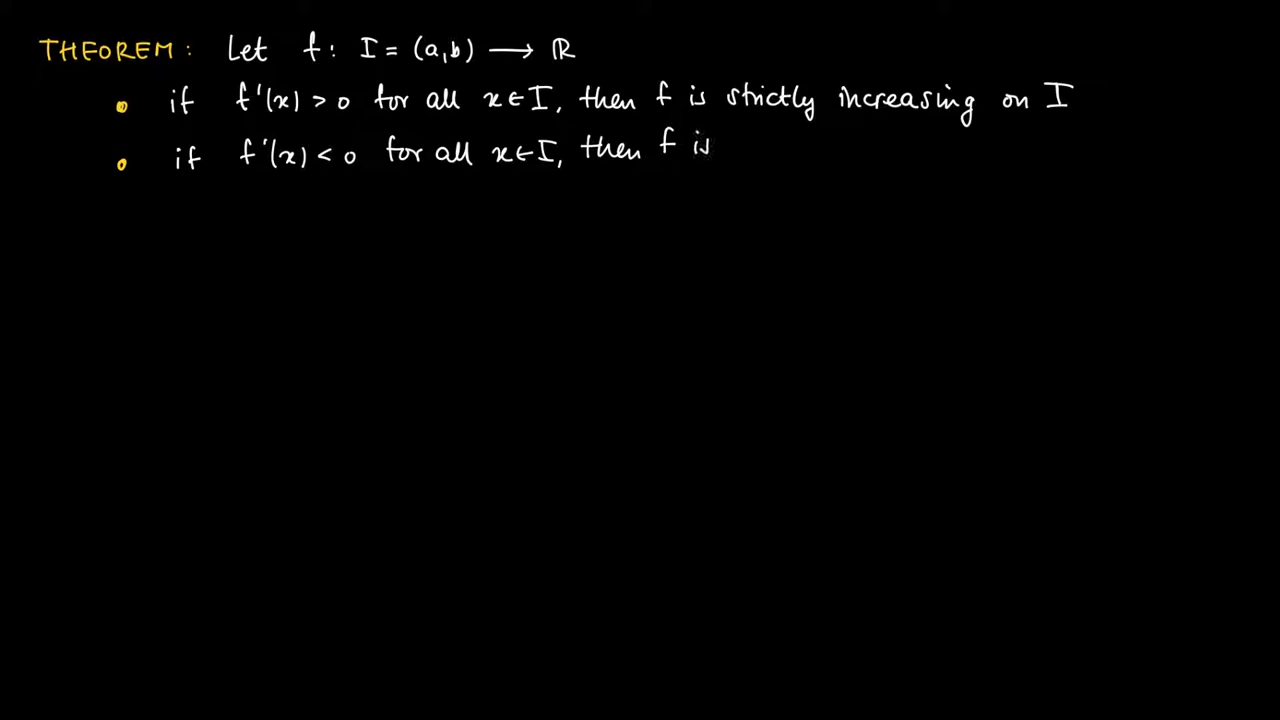 THEOREM: Let f: I = (a,b) ⟶ ℝ
• if f'(x) > 0 for all x ∈ I, then f is strictly increasing on I
• if f'(x) < 0 for all x ∈ I, then f is